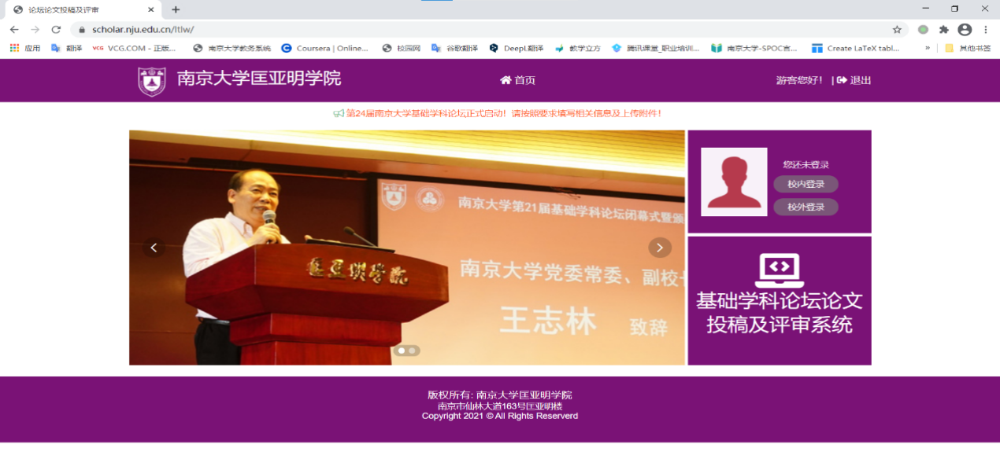 论坛论文投稿及评审
scholar.nju.edu.cn/ltlw/
应用 翻译 VCG.COM - 正版... 南京大学教务系统 Coursera | Online... 校园网 谷歌翻译 DeepL翻译 数学立方 腾讯课堂_职业培训... 南京大学-SPOC官... Create LaTeX tabl... » 其他书签
南京大学匡亚明学院 首页 游客您好! | 退出
第24届南京大学基础学科论坛正式启动! 请按照要求填写相关信息及上传附件!
南京大学第21届基础学科论坛闭幕式暨颁
南京大学党委常委、副校长
王志林 致辞
匡亚明学院
您还未登录
校内登录
校外登录
基础学科论坛论文
投稿及评审系统
版权所有: 南京大学匡亚明学院
南京市仙林大道163号匡亚明楼
Copyright 2021 © All Rights Reserverd